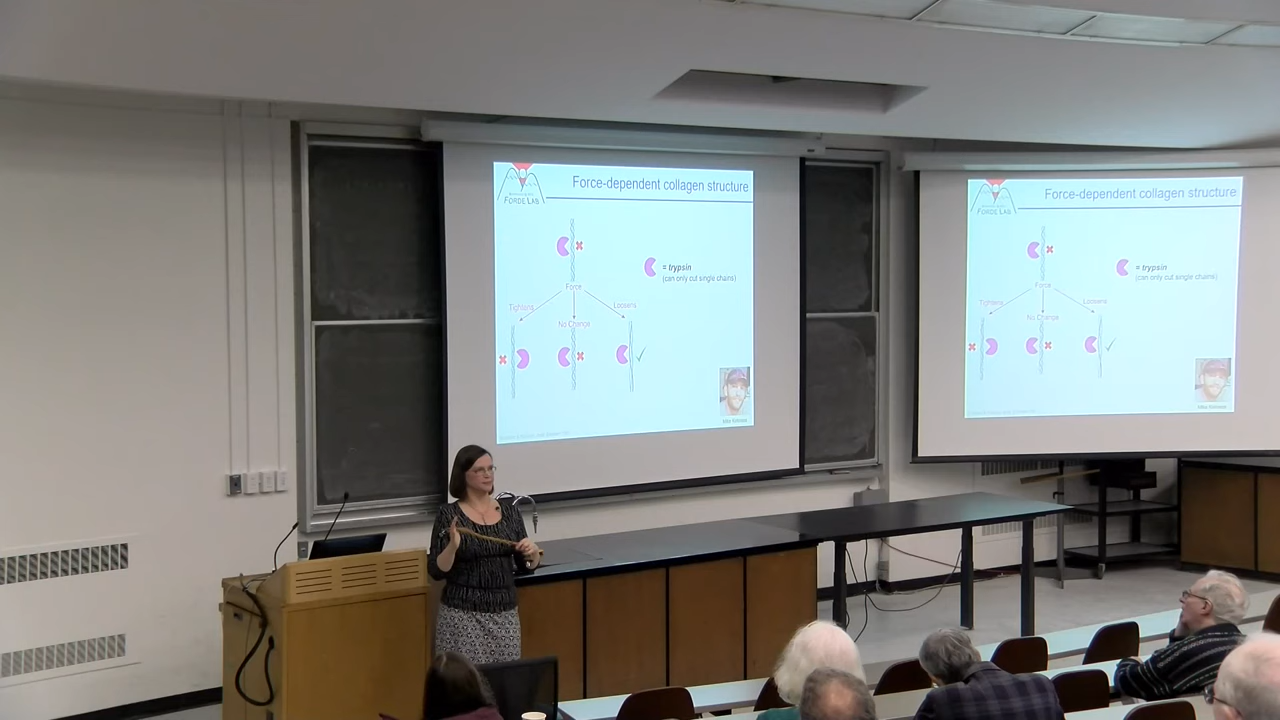 Force-dependent collagen structure
FORDE LAB
= trypsin
(can only cut single chains)
Force
Tightens
Loosens
No Change
Force-dependent collagen structure
FORDE LAB
= trypsin
(can only cut single chains)
Force
Tightens
Loosens
No Change